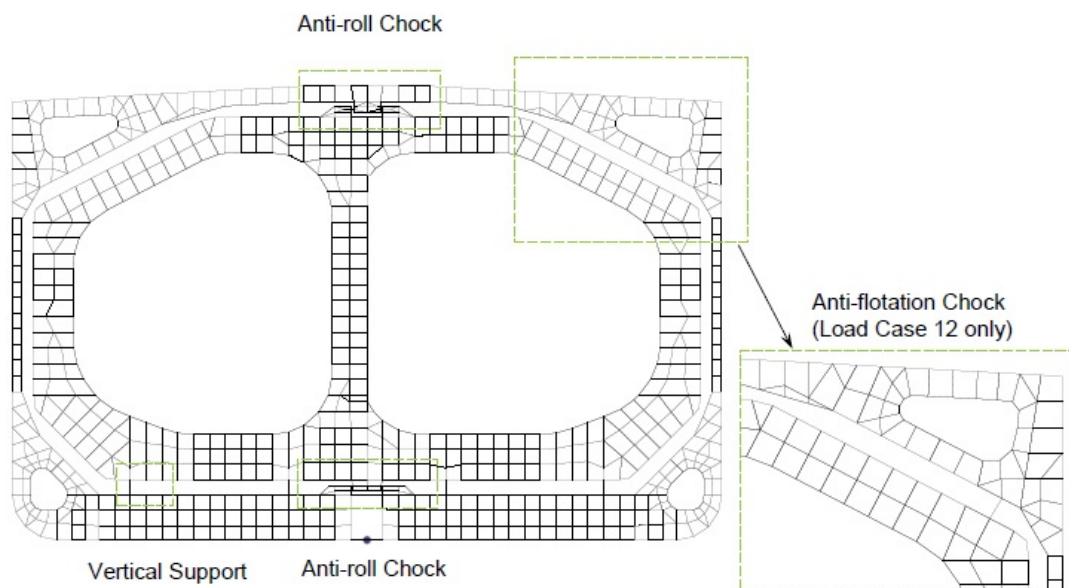 Anti-roll Chock
Anti-flotation Chock
(Load Case 12 only)
Vertical Support
Anti-roll Chock